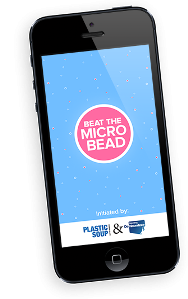 BEAT THE
MICRO
BEAD
Initiated by:
PLASTIC
SOUP
&